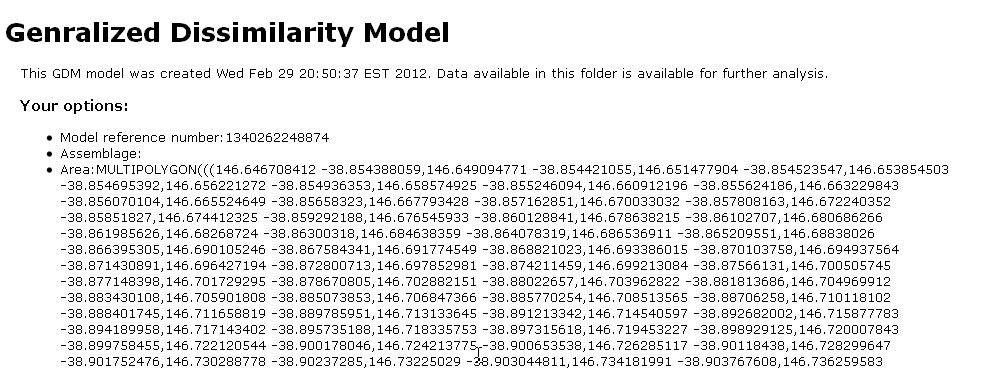 Genralized Dissimilarity Model
This GDM model was created Wed Feb 29 20:50:37 EST 2012. Data available in this folder is available for further analysis.
Your options:
• Model reference number:1340262248874
• Assemblage:
• Area:MULTIPOLYGON(((146.646708412 -38.854388059,146.649094771 -38.854421055,146.651477904 -38.854523547,146.653854503
-38.854695392,146.656221272 -38.854936353,146.658574925 -38.855246094,146.660912196 -38.855624186,146.663229843
-38.856070104,146.665524649 -38.85658323,146.667793428 -38.857162851,146.670033032 -38.857808163,146.672240352
-38.85851827,146.674412325 -38.859292188,146.676545933 -38.860128841,146.678638215 -38.86102707,146.680686266
-38.861985626,146.68268724 -38.86300318,146.684638359 -38.864078319,146.686536911 -38.865209551,146.68838026
-38.866395305,146.690105246 -38.867584341,146.691774549 -38.868821023,146.693386015 -38.870103758,146.694937564
-38.871430891,146.696427194 -38.872800713,146.697852981 -38.874211459,146.699213084 -38.87566131,146.700505745
-38.877148398,146.701729295 -38.878670805,146.702882151 -38.88022657,146.703962822 -38.881813686,146.704969912
-38.883430108,146.705901808 -38.885073853,146.706847366 -38.885770254,146.708513565 -38.88706258,146.710118102
-38.888401745,146.711658819 -38.889785951,146.713133645 -38.891213342,146.714540597 -38.892682002,146.715877783
-38.894189958,146.717143402 -38.895735188,146.718335753 -38.897315618,146.719453227 -38.898929125,146.720007843
-38.899758455,146.722120544 -38.900178046,146.724213775 -38.900653538,146.726285117 -38.90118438,146.728299647
-38.901752476,146.730288778 -38.90237285,146.73225029 -38.903044811,146.734181991 -38.903767608,146.736259583